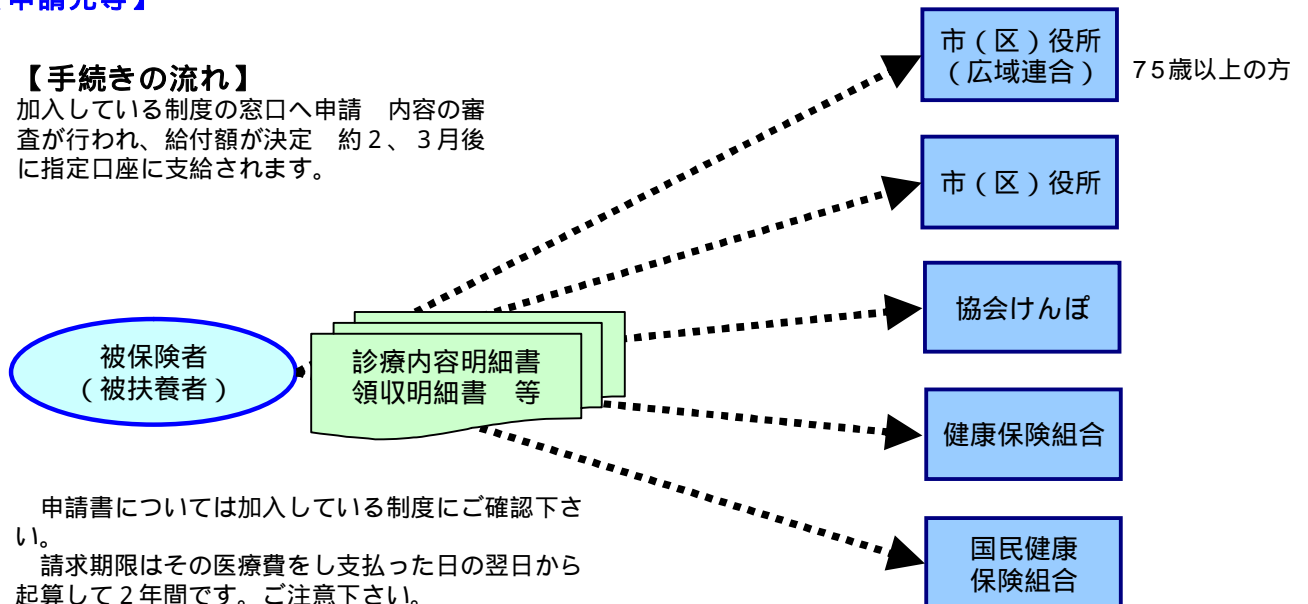 申請先等】
【手続きの流れ】
加入している制度の窓口へ申請　内容の審
査が行われ、給付額が決定　約２、３月後
に指定口座に支給されます。
被保険者
（被扶養者）
診療内容明細書
領収明細書　等
市（区）役所
（広域連合）
75歳以上の方
市（区）役所
協会けんぽ
健康保険組合
国民健康
保険組合
　申請書については加入している制度にご確認下さ
い。
　請求期限はその医療費をし支払った日の翌日から
起算して２年間です。ご注意下さい。